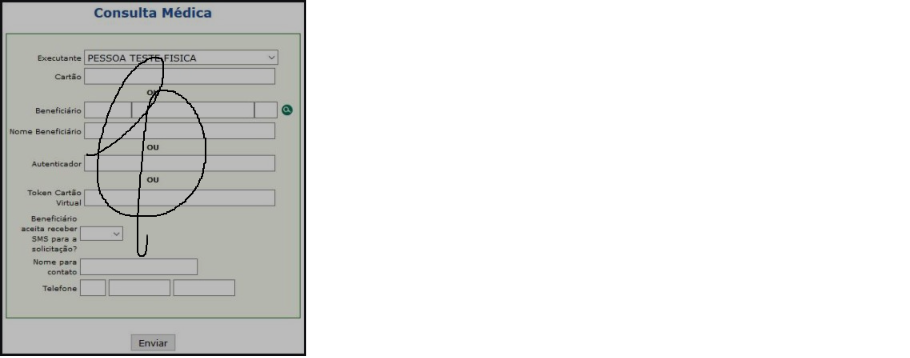 Consulta Médica
Executante PESSOA TESTE FISICA
Cartão
OU
Beneficiário
Nome Beneficiário
OU
Autenticador
OU
Token Cartão
Virtual
Beneficiário
aceita receber
SMS para a
solicitação?
Nome para
contato
Telefone
Enviar